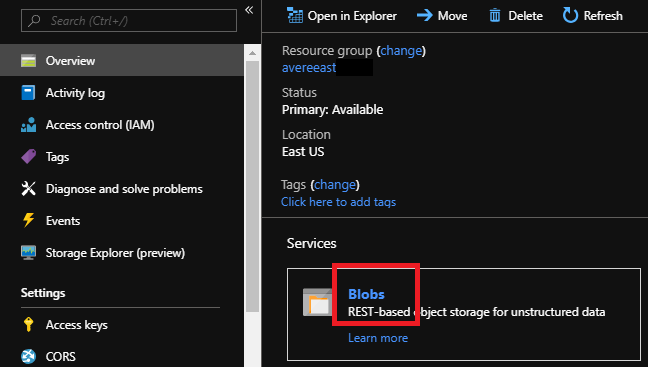 Search (Ctrl+/)
«
Overview
Activity log
Access control (IAM)
Tags
Diagnose and solve problems
Events
Storage Explorer (preview)
Settings
Access keys
CORS
Open in Explorer
Move
Delete
Refresh
Resource group (change)
avereeast
Status
Primary: Available
Location
East US
Tags (change)
Click here to add tags
Services
Blobs
REST-based object storage for unstructured data
Learn more